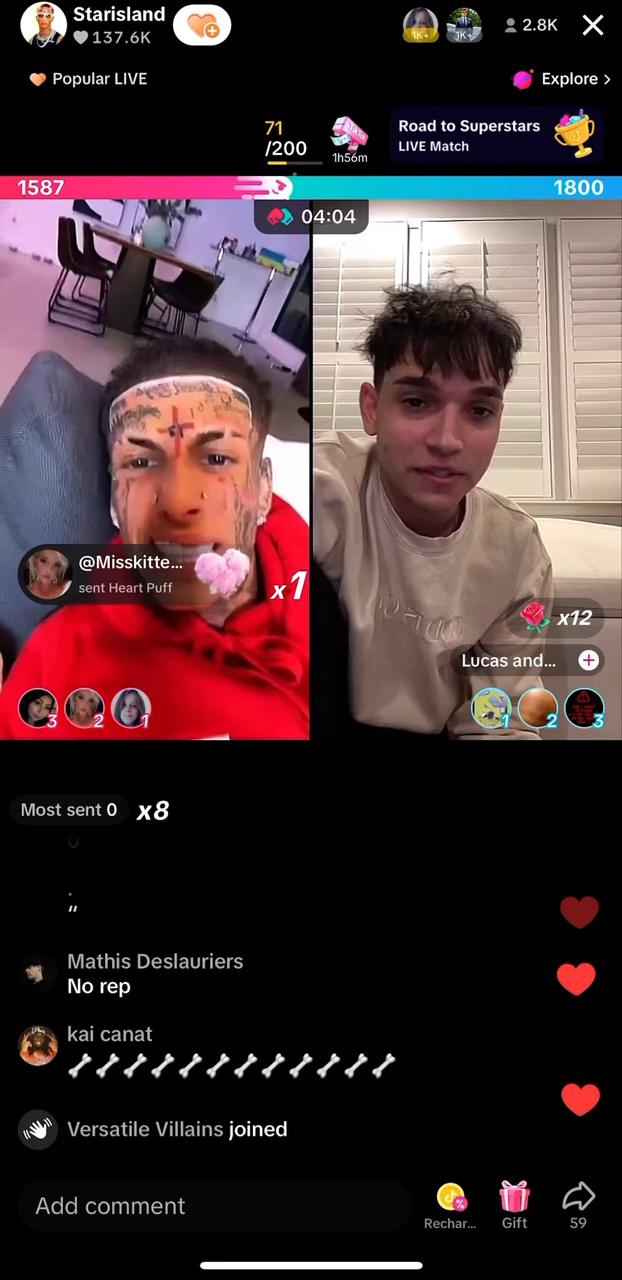 Starisland
137.6K
1K+
1K+
2.8K
Popular LIVE
Explore
71
/200
1h56m
Road to Superstars
LIVE Match
1587
1800
04:04
@Misskitte...
sent Heart Puff
x1
x12
Lucas and...
3
2
1
1
2
3
Most sent 0
x8
Mathis Deslauriers
No rep
kai canat
🦴🦴🦴🦴🦴🦴🦴🦴🦴🦴🦴🦴
Versatile Villains joined
Add comment
Rechar...
Gift
59